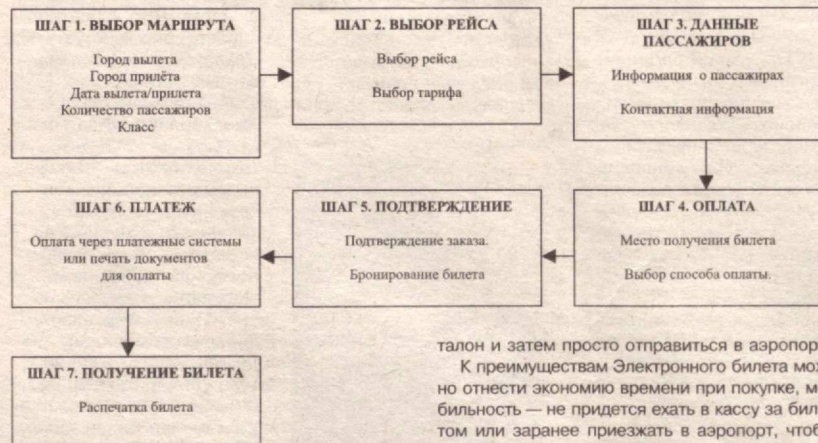 ШАГ 1. ВЫБОР МАРШРУТА
Город вылета
Город прилёта
Дата вылета/прилета
Количество пассажиров
Класс
ШАГ 2. ВЫБОР РЕЙСА
Выбор рейса
Выбор тарифа
ШАГ 3. ДАННЫЕ
ПАССАЖИРОВ
Информация о пассажирах
Контактная информация
ШАГ 4. ОПЛАТА
Место получения билета
Выбор способа оплаты.
ШАГ 5. ПОДТВЕРЖДЕНИЕ
Подтверждение заказа.
Бронирование билета
ШАГ 6. ПЛАТЕЖ
Оплата через платежные системы
или печать документов
для оплаты
ШАГ 7. ПОЛУЧЕНИЕ БИЛЕТА
Распечатка билета
талон и затем просто отправиться в аэропор
К преимуществам Электронного билета мож
но отнести экономию времени при покупке, м
бильность — не придется ехать в кассу за бил
том или заранее приезжать в аэропорт, чтоб